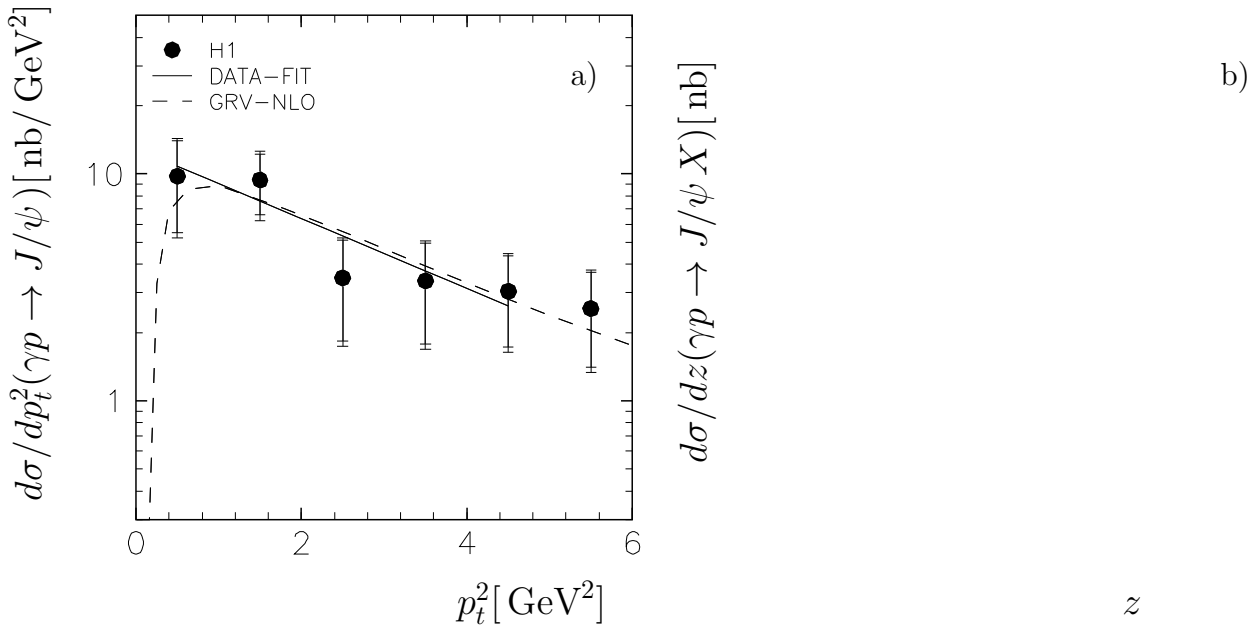 H1
DATA–FIT
GRV–NLO
a)
b)
dσ/dp_t^2(γp → J/ψ)[nb/ GeV^2]
10
1
0
2
4
6
p_t^2[ GeV^2]
dσ/dz(γp → J/ψ X)[nb]
z